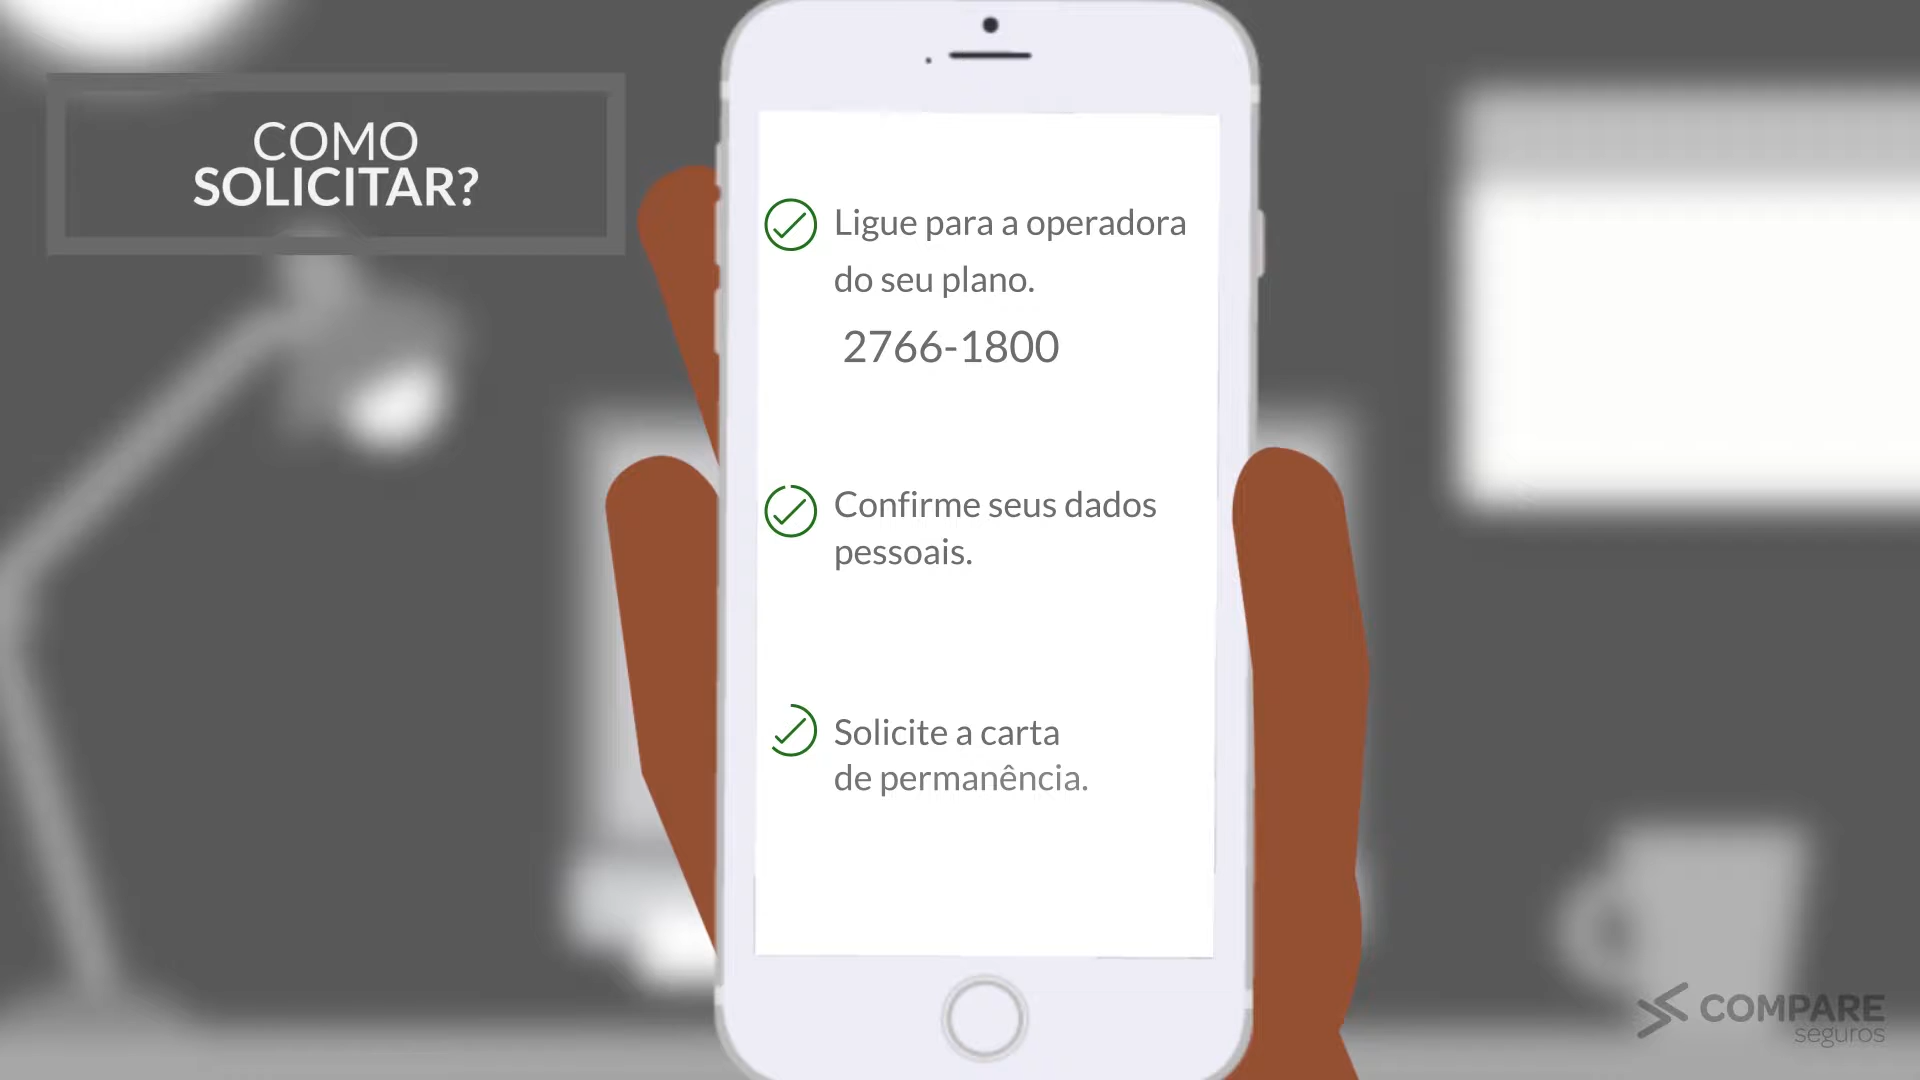 COMO
SOLICITAR?
Ligue para a operadora
do seu plano.
2766-1800
Confirme seus dados
pessoais.
Solicite a carta
de permanência.
COMPARE
seguros